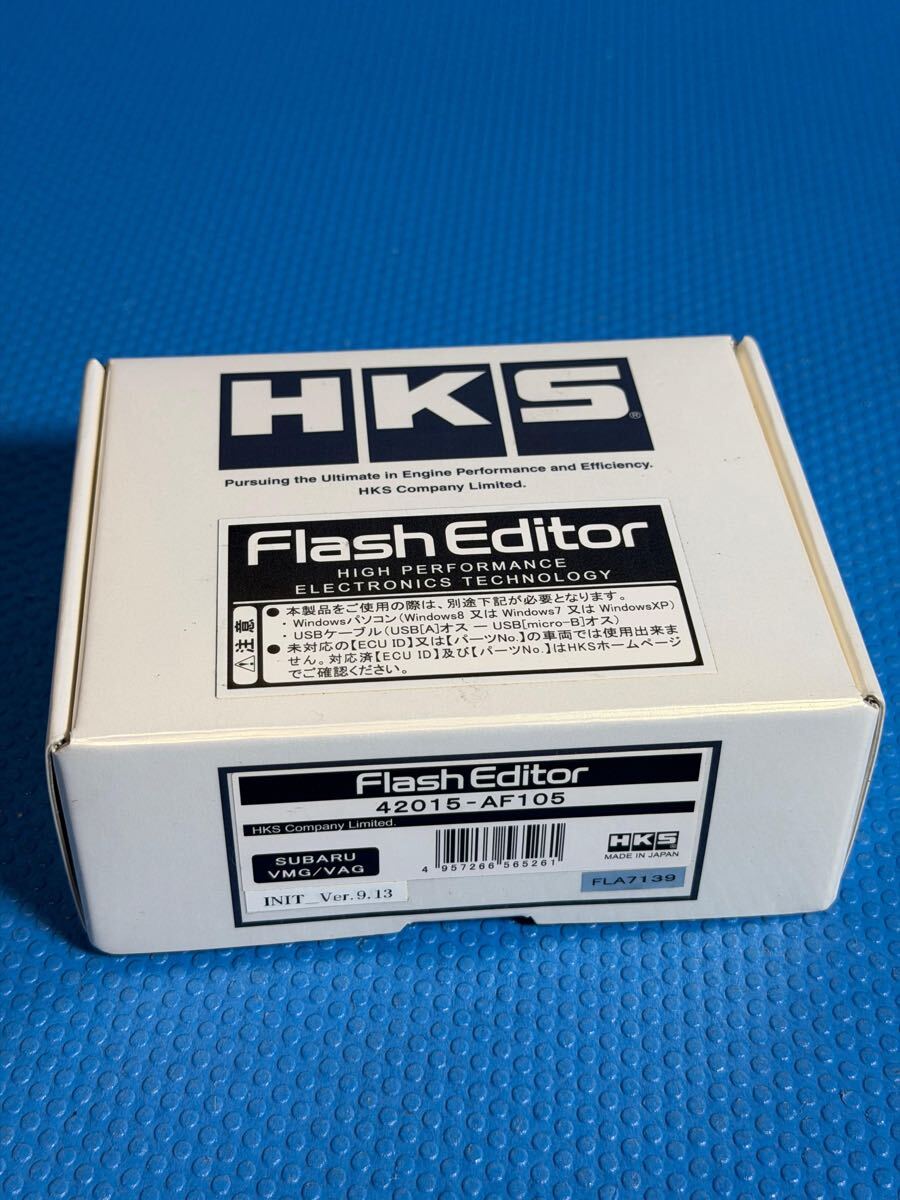 HKS®
Pursuing the Ultimate in Engine Performance and Efficiency.
HKS Company Limited.
Flash Editor
HIGH PERFORMANCE
ELECTRONICS TECHNOLOGY
⚠注意
●本製品をご使用の際は、別途下記が必要となります。
・Windowsパソコン(Windows8 又は Windows7 又は WindowsXP)
・USBケーブル(USB[A]オス ― USB[micro-B]オス)
●未対応の【ECU ID】又は【パーツNo.】の車両では使用出来ま
せん。対応済【ECU ID】及び【パーツNo.】はHKSホームページ
でご確認ください。
Flash Editor
42015-AF105
HKS Company Limited.
SUBARU
VMG/VAG
4 957266 565261
HKS
MADE IN JAPAN
INIT_Ver.9.13
FLA7139